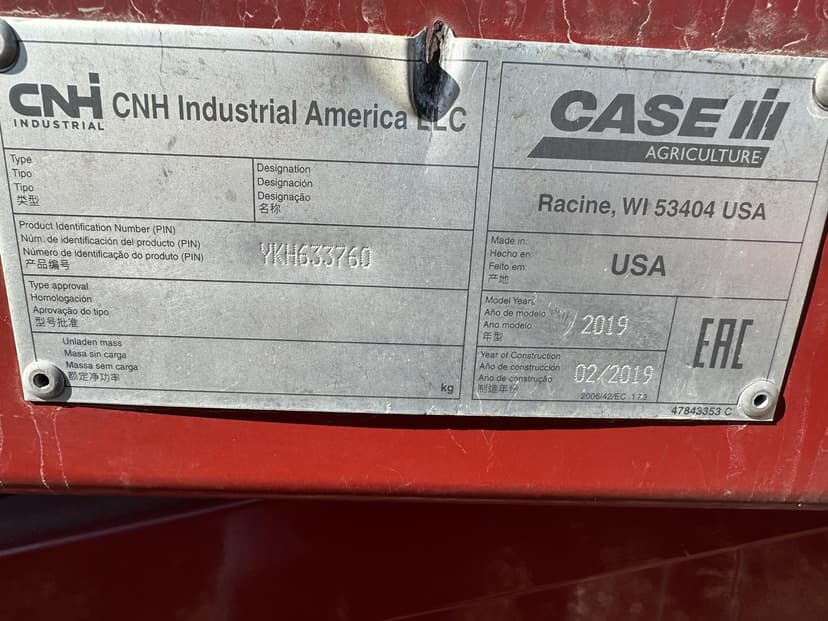 CNH
INDUSTRIAL
CNH Industrial America LLC
Type
Tipo
Tipo
类型
Designation
Designación
Designação
名称
Product Identification Number (PIN)
Núm. de identificación del producto (PIN)
Número de identificação do produto (PIN)
产品编号
YKH633760
Type approval
Homologación
Aprovação do tipo
型号批准
Unladen mass
Masa sin carga
Massa sem carga
额定净功率
kg
CASE IH
AGRICULTURE
Racine, WI 53404 USA
Made in:
Hecho en:
Feito em:
产地
USA
Model Year
Año de modelo
Ano modelo
年型
2019
Year of Construction
Año de construcción
Año de construção
制造年份
02/2019
2006/42/EC 1.7.3
EAC
47843353 C